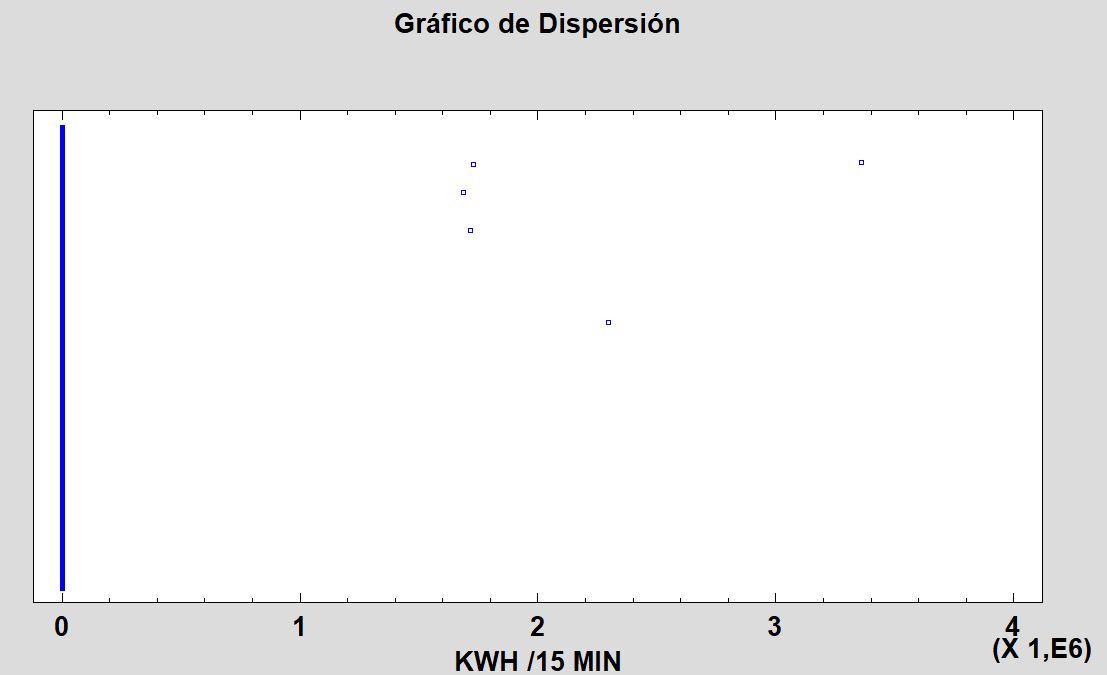 Gráfico de Dispersión
0 1 2 3 4
(X 1,E6)
KWH /15 MIN